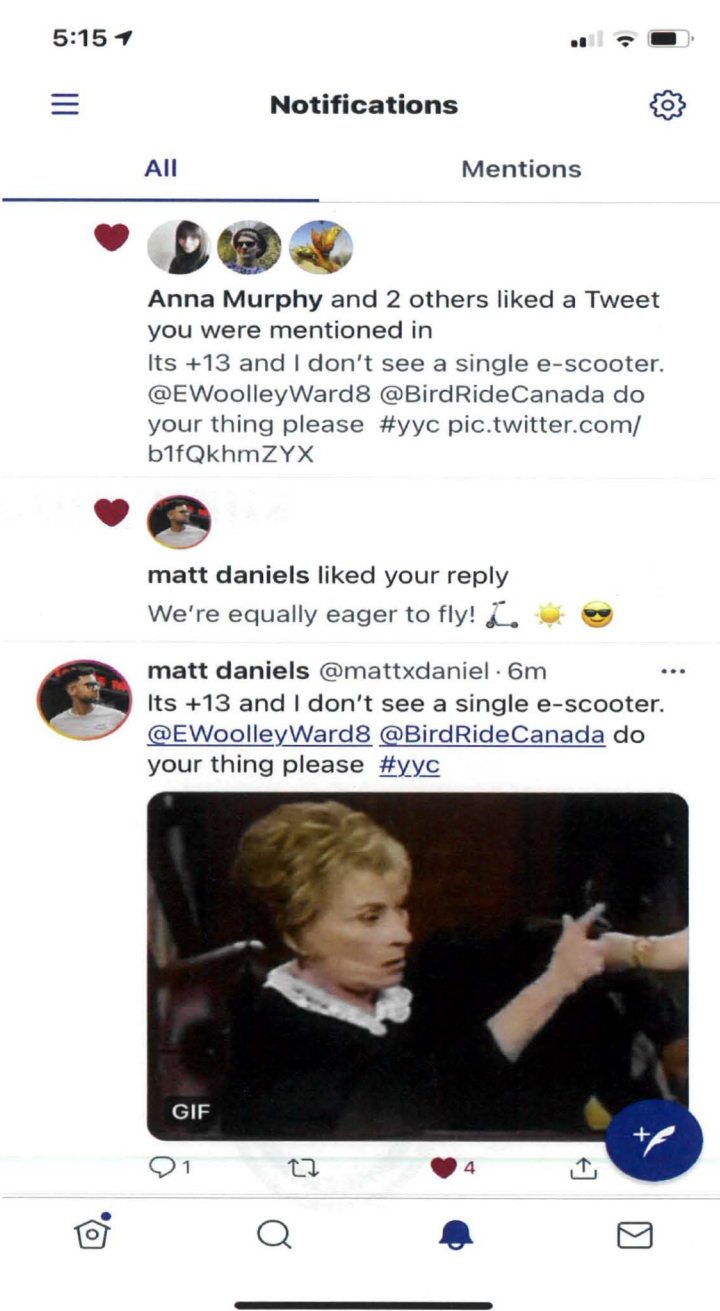 5:15
Notifications
All
Mentions
Anna Murphy and 2 others liked a Tweet
you were mentioned in
Its +13 and I don't see a single e-scooter.
@EWoolleyWard8 @BirdRideCanada do
your thing please #yyc pic.twitter.com/
b1fQkhmZYX
matt daniels liked your reply
We're equally eager to fly! 🛴 ☀️ 😎
matt daniels @mattxdaniel · 6m
Its +13 and I don't see a single e-scooter.
@EWoolleyWard8 @BirdRideCanada do
your thing please #yyc
GIF
1
4